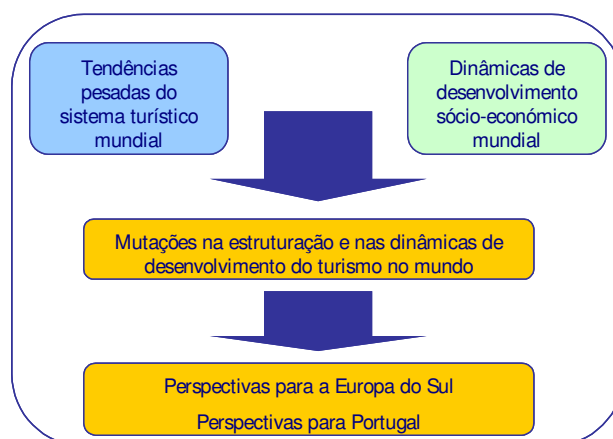 Tendências
pesadas do
sistema turístico
mundial
Dinâmicas de
desenvolvimento
sócio-económico
mundial
Mutações na estruturação e nas dinâmicas de
desenvolvimento do turismo no mundo
Perspectivas para a Europa do Sul
Perspectivas para Portugal